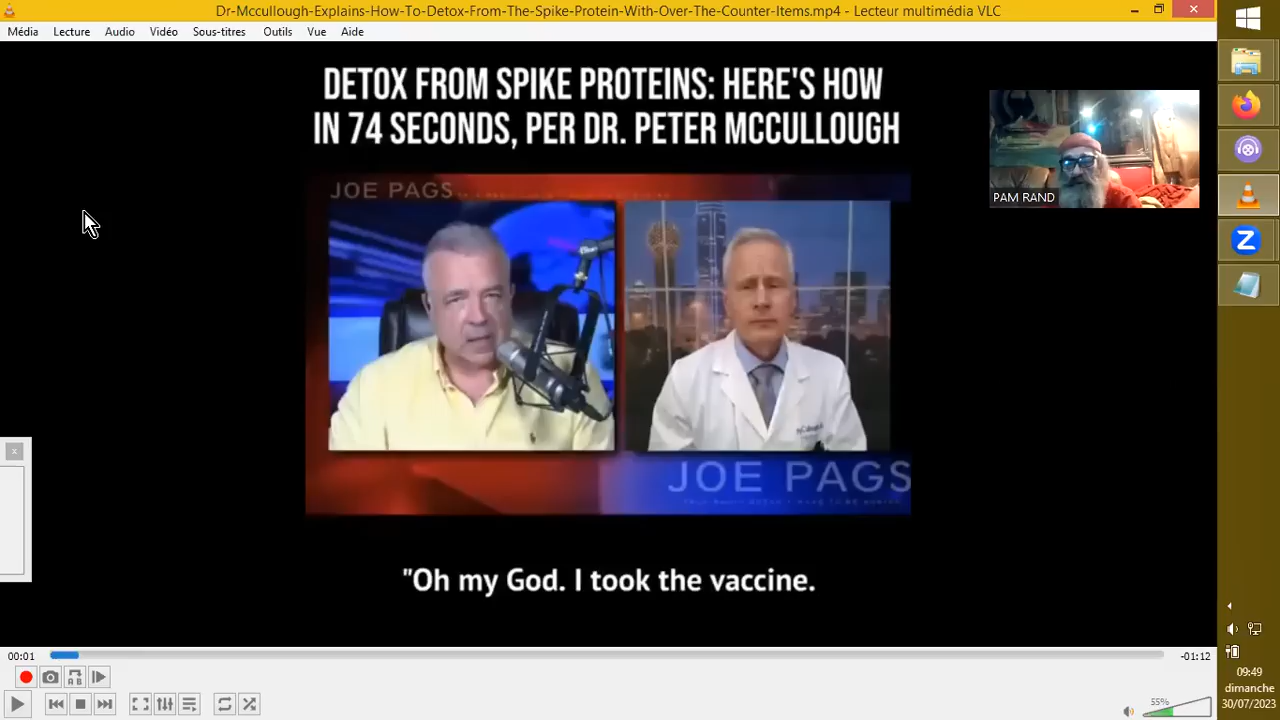 Dr-Mccullough-Explains-How-To-Detox-From-The-Spike-Protein-With-Over-The-Counter-Items.mp4 - Lecteur multimédia VLC
Média Lecture Audio Vidéo Sous-titres Outils Vue Aide
DETOX FROM SPIKE PROTEINS: HERE'S HOW
IN 74 SECONDS, PER DR. PETER MCCULLOUGH
JOE PAGS
PAM RAND
JOE PAGS
"Oh my God. I took the vaccine.
00:01
-01:12
55%
09:49
dimanche
30/07/2023